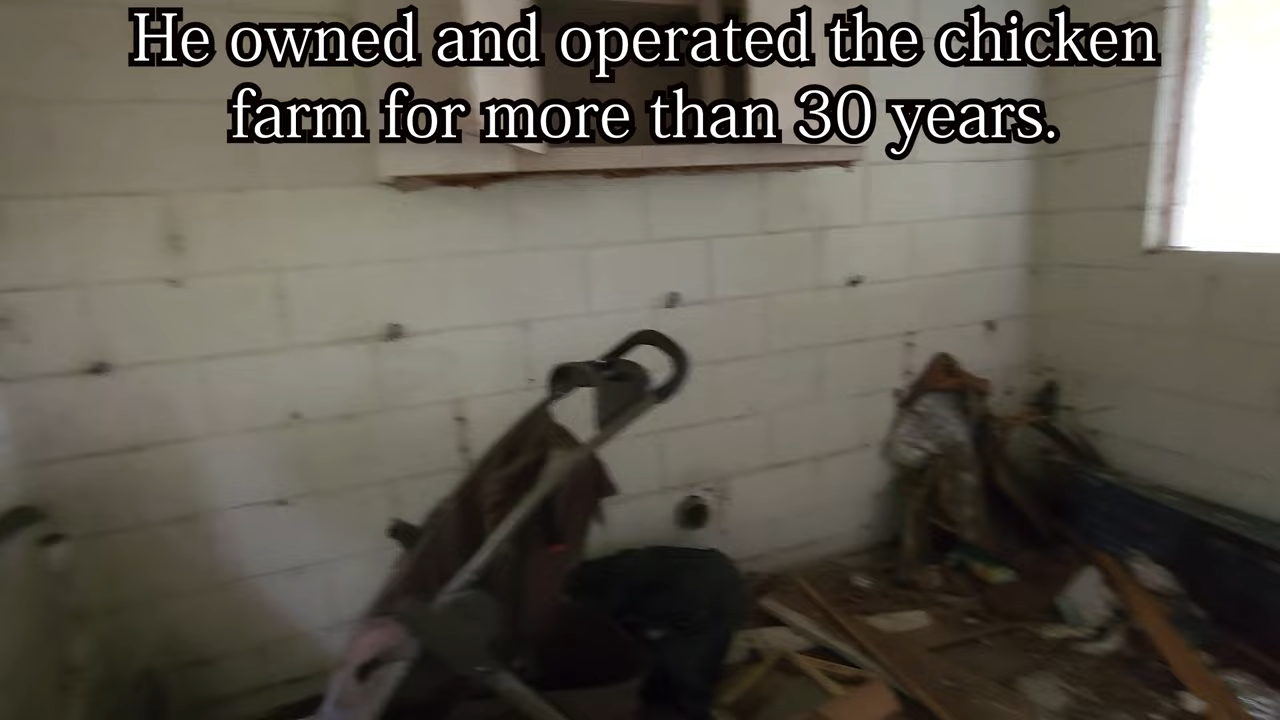 He owned and operated the chicken
farm for more than 30 years.